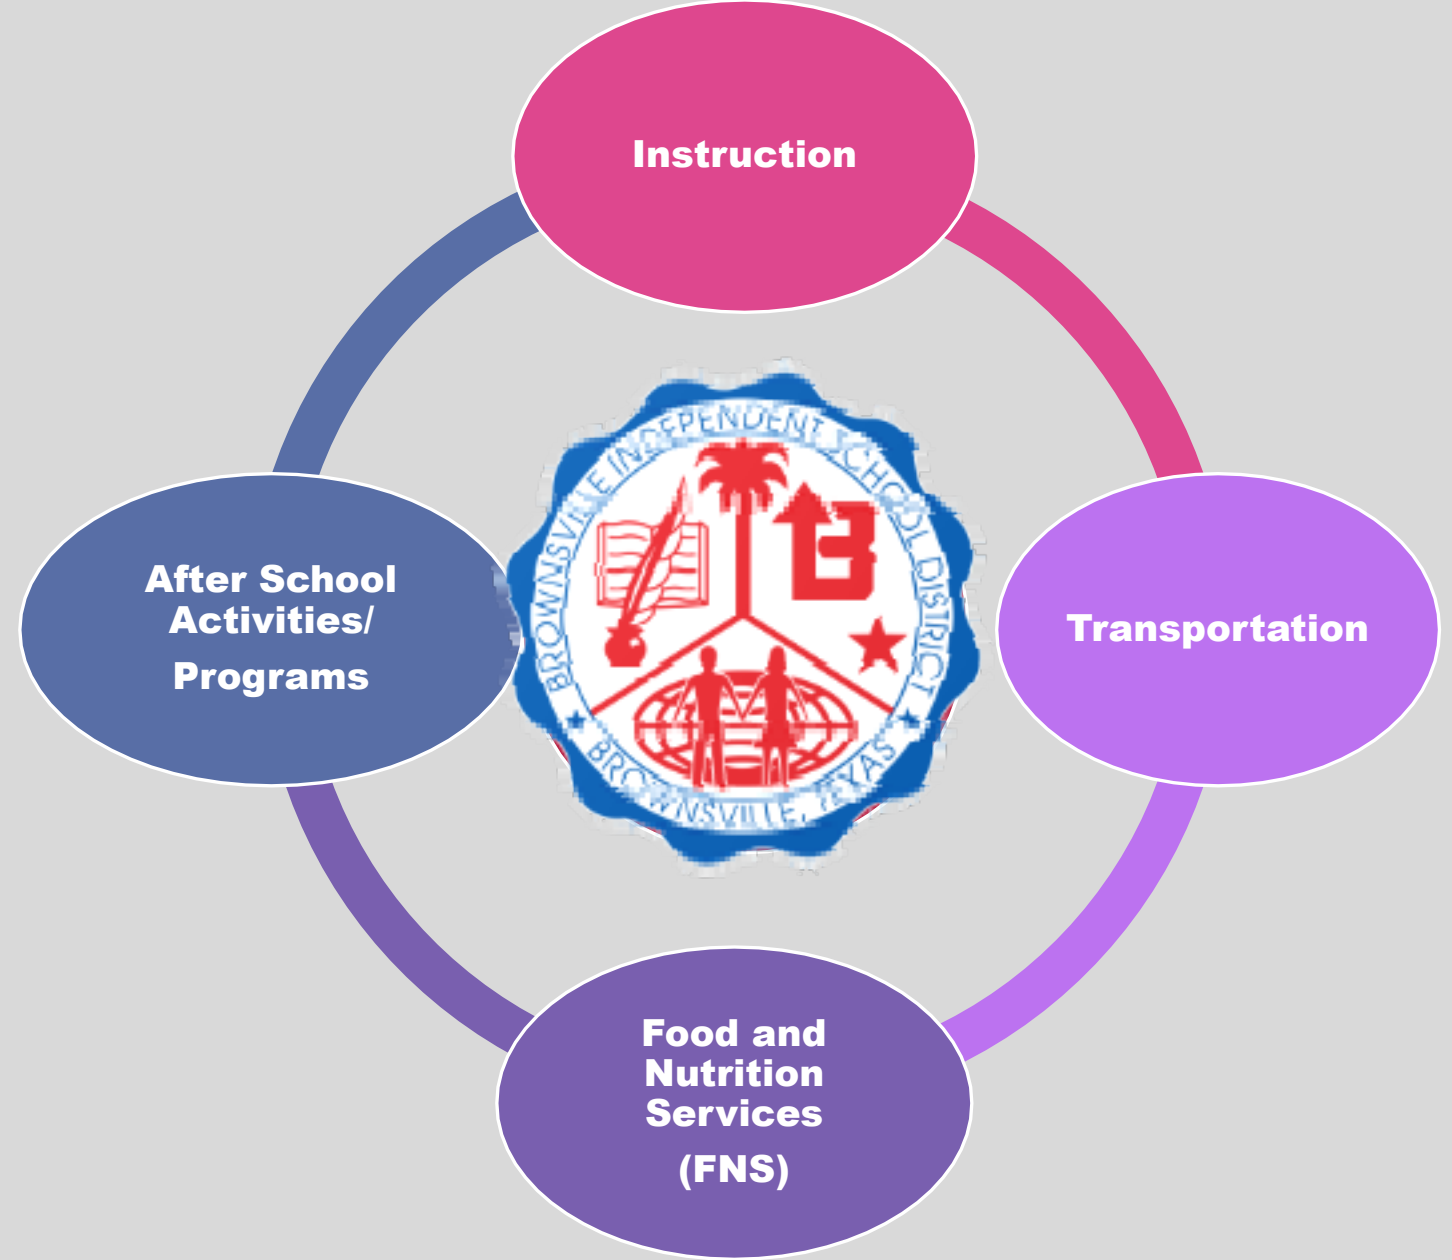 Instruction
BROWNSVILLE INDEPENDENT SCHOOL DISTRICT
BROWNSVILLE, TEXAS
After School
Activities/
Programs
Transportation
Food and
Nutrition
Services
(FNS)